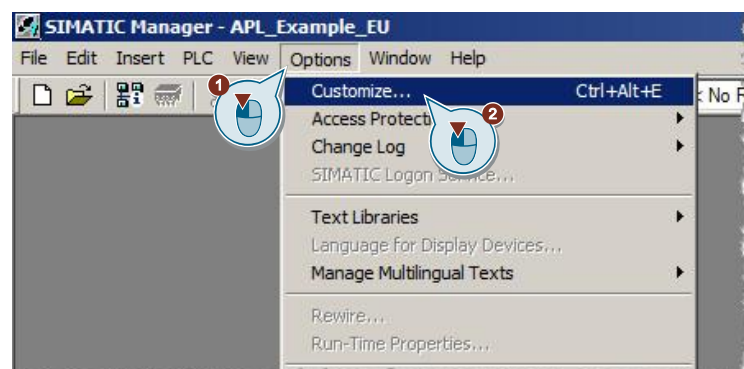 SIMATIC Manager - APL_Example_EU
File Edit Insert PLC View Options Window Help
1
Customize... Ctrl+Alt+E
No
2
Access
Change Log
SIMATIC Logon
Text Libraries
Language for Display Devices...
Manage Multilingual Texts
Rewire...
Run-Time Properties...